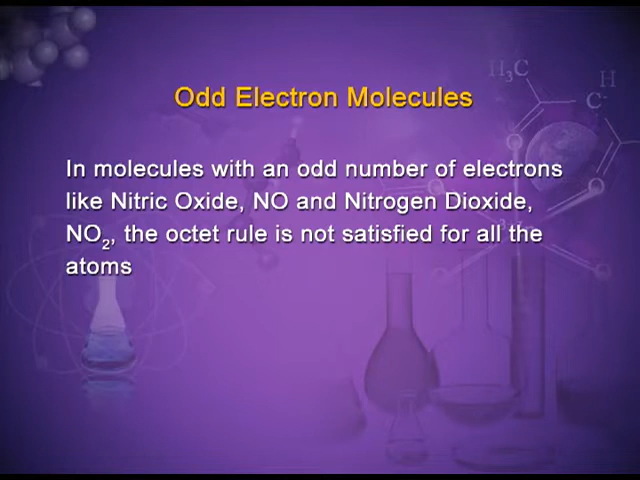 H₃C
H
C
Odd Electron Molecules
In molecules with an odd number of electrons
like Nitric Oxide, NO and Nitrogen Dioxide,
NO₂, the octet rule is not satisfied for all the
atoms